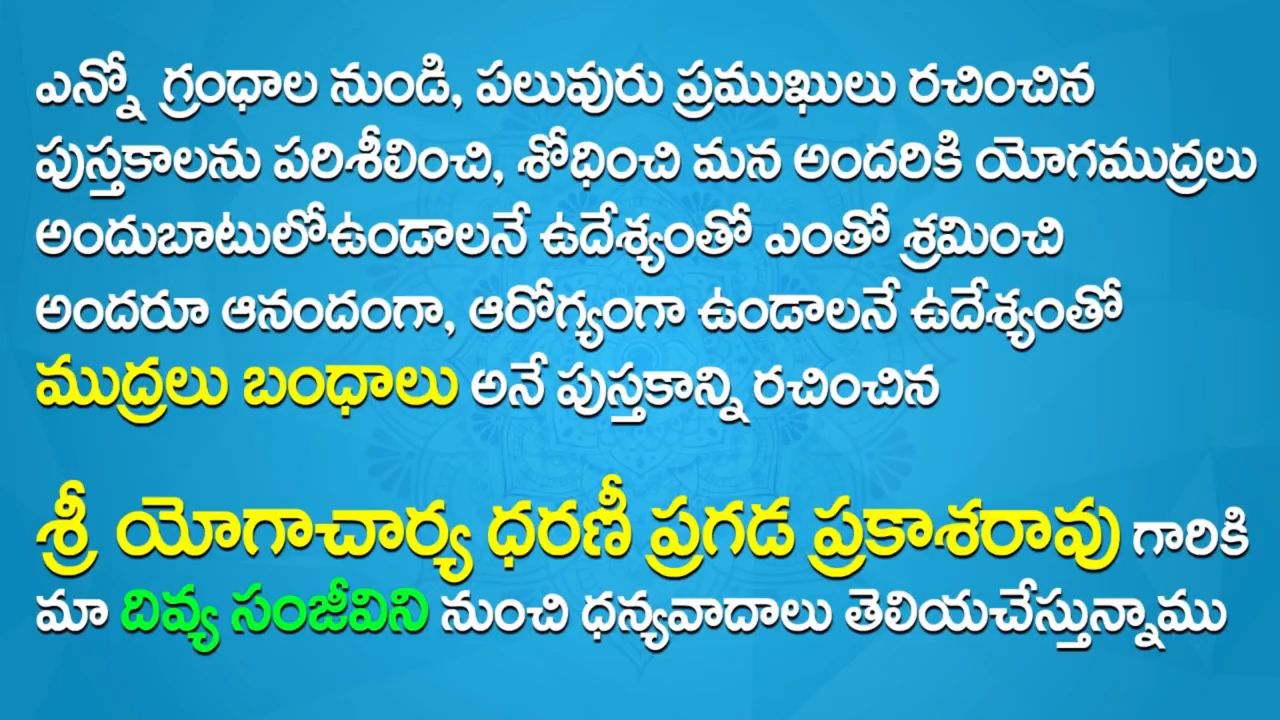 ఎన్నో గ్రంధాల నుండి, పలువురు ప్రముఖులు రచించిన
పుస్తకాలను పరిశీలించి, శోధించి మన అందరికి యోగముద్రలు
అందుబాటులోఉండాలనే ఉదేశ్యంతో ఎంతో శ్రమించి
అందరూ ఆనందంగా, ఆరోగ్యంగా ఉండాలనే ఉదేశ్యంతో
ముద్రలు బంధాలు అనే పుస్తకాన్ని రచించిన
శ్రీ యోగాచార్య ధరణీ ప్రగడ ప్రకాశరావు గారికి
మా దివ్య సంజీవిని నుంచి ధన్యవాదాలు తెలియచేస్తున్నాము